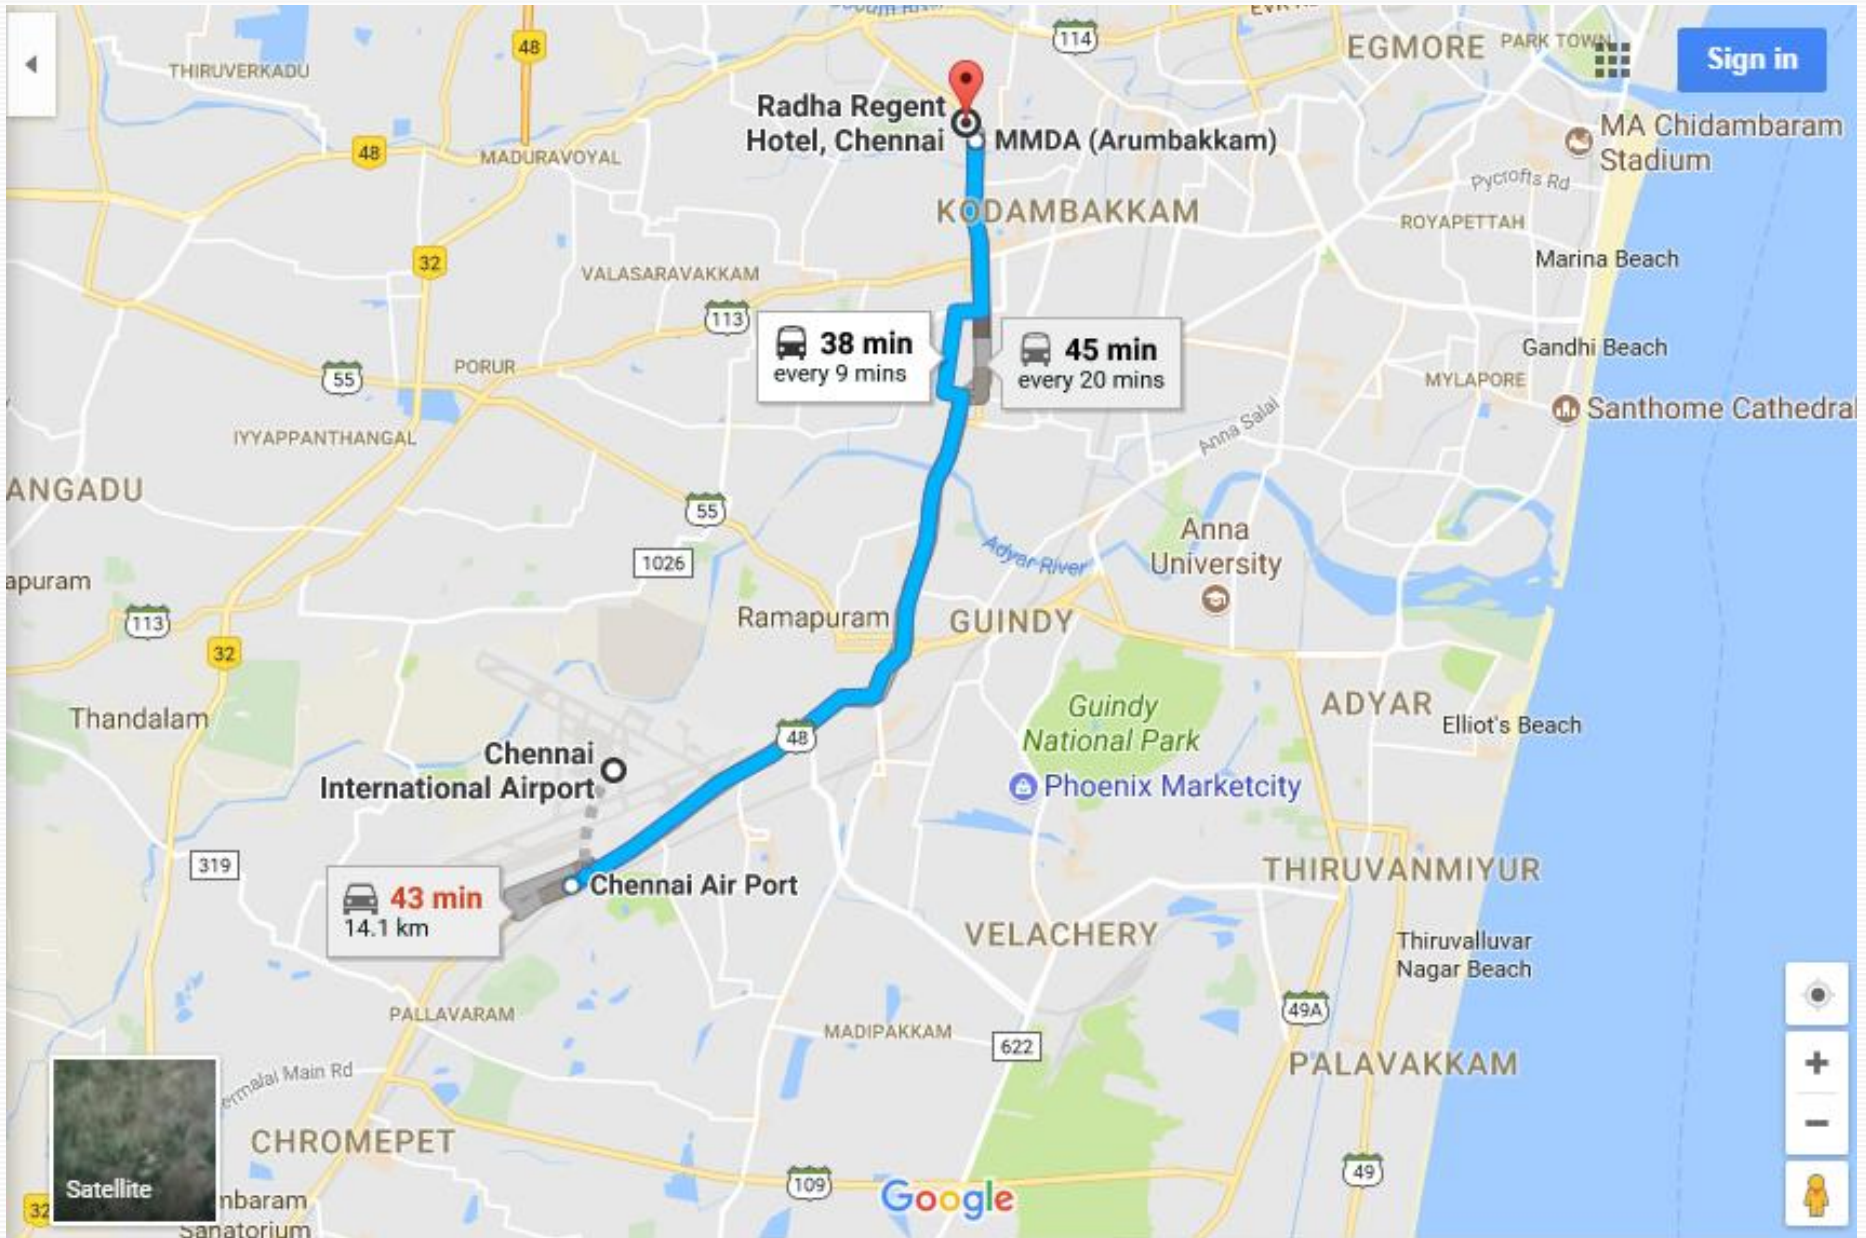 48
114
EGMORE
PARK TOWN
Sign in
THIRUVERKADU
Radha Regent
Hotel, Chennai
MMDA (Arumbakkam)
MA Chidambaram
Stadium
48
MADURAVOYAL
Pycrofts Rd
KODAMBAKKAM
ROYAPETTAH
32
VALASARAVAKKAM
Marina Beach
113
38 min
every 9 mins
45 min
every 20 mins
Gandhi Beach
55
PORUR
MYLAPORE
Santhome Cathedral
IYYAPPANTHANGAL
Anna Salai
ANGADU
55
Anna
University
1026
Adyar River
apuram
113
Ramapuram
GUINDY
32
Thandalam
Guindy
National Park
ADYAR
Elliot's Beach
48
Chennai
International Airport
Phoenix Marketcity
319
43 min
14.1 km
Chennai Air Port
THIRUVANMIYUR
VELACHERY
Thiruvalluvar
Nagar Beach
PALLAVARAM
MADIPAKKAM
49A
622
PALAVAKKAM
ermalai Main Rd
CHROMEPET
Satellite
109
49
Google
32
mbaram
Sanatorium